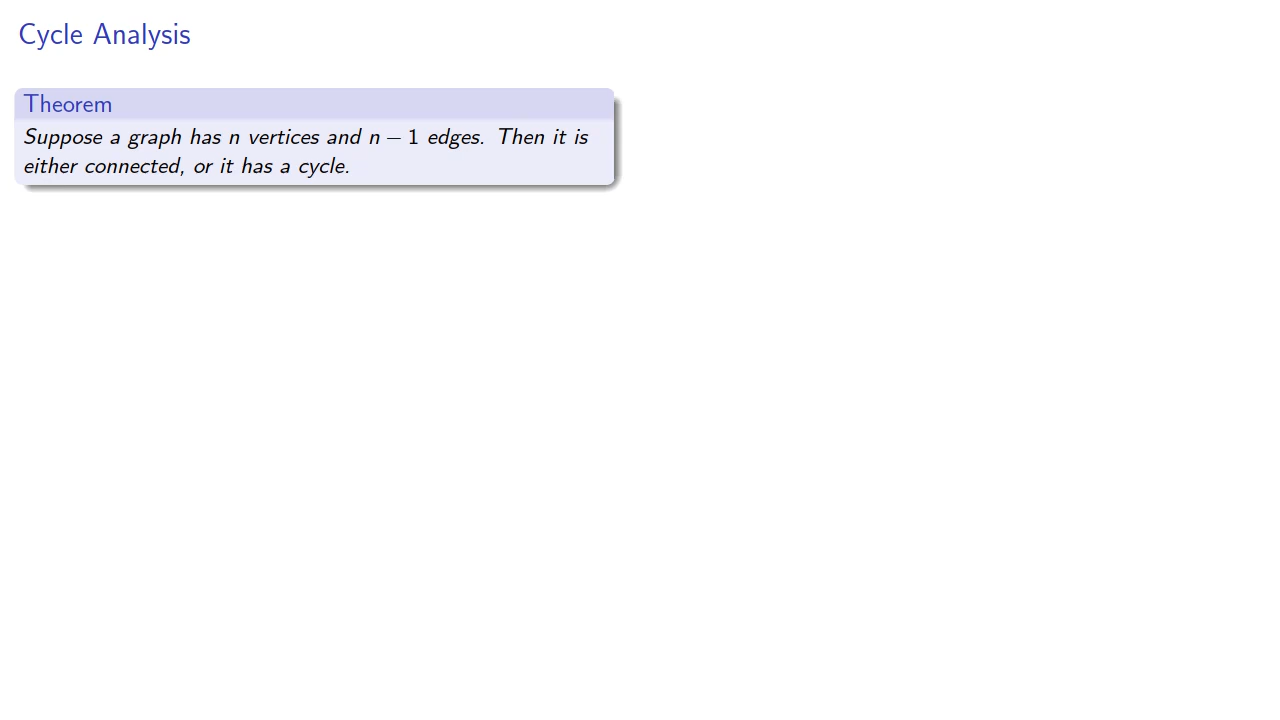 Cycle Analysis
Theorem
Suppose a graph has n vertices and n − 1 edges. Then it is
either connected, or it has a cycle.